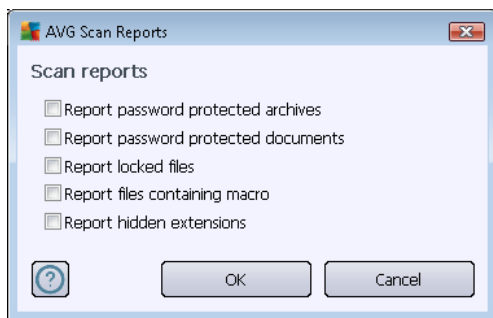 AVG Scan Reports
Scan reports
Report password protected archives
Report password protected documents
Report locked files
Report files containing macro
Report hidden extensions
? OK Cancel